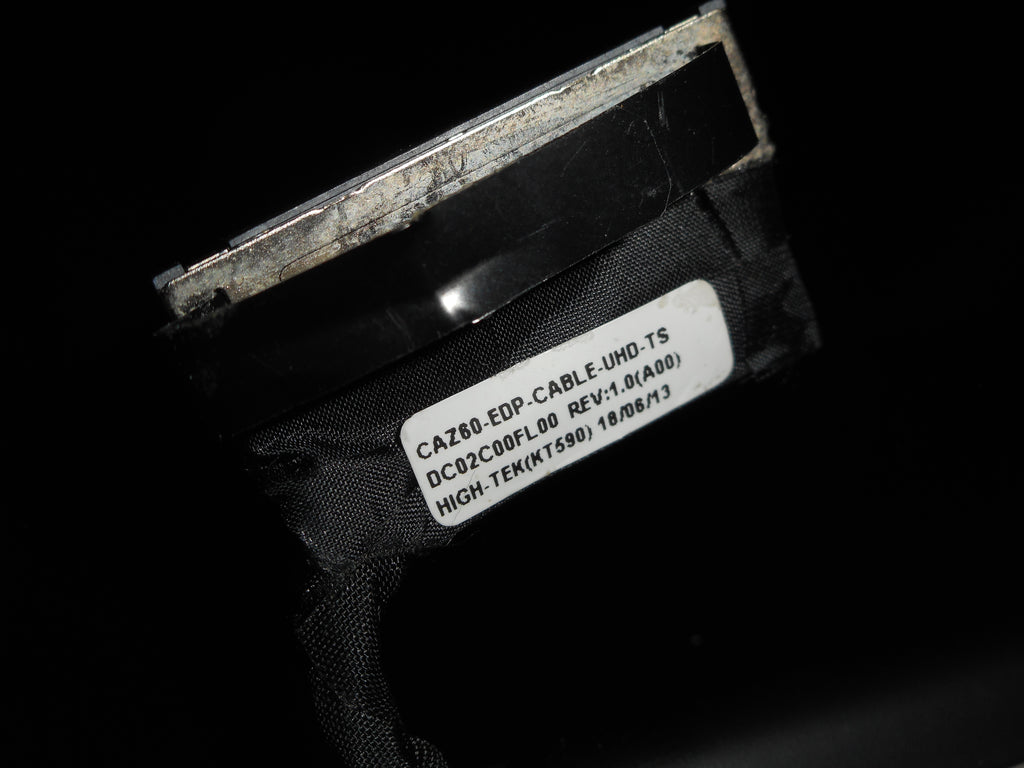 CAZ60-EDP-CABLE-UHD-TS
DC02C00FL00 REV:1.0(A00)
HIGH-TEK(KT590) 18/06/13